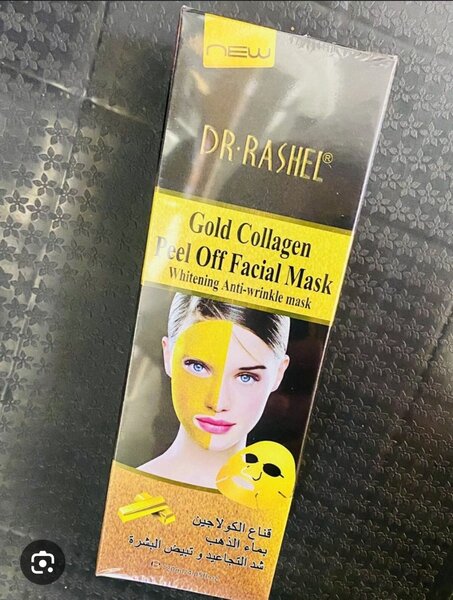 NEW
DR·RASHEL®
Gold Collagen
Peel Off Facial Mask
Whitening Anti-wrinkle mask
قناع الكولاجين
بماء الذهب
شد التجاعيد و تبيض البشرة